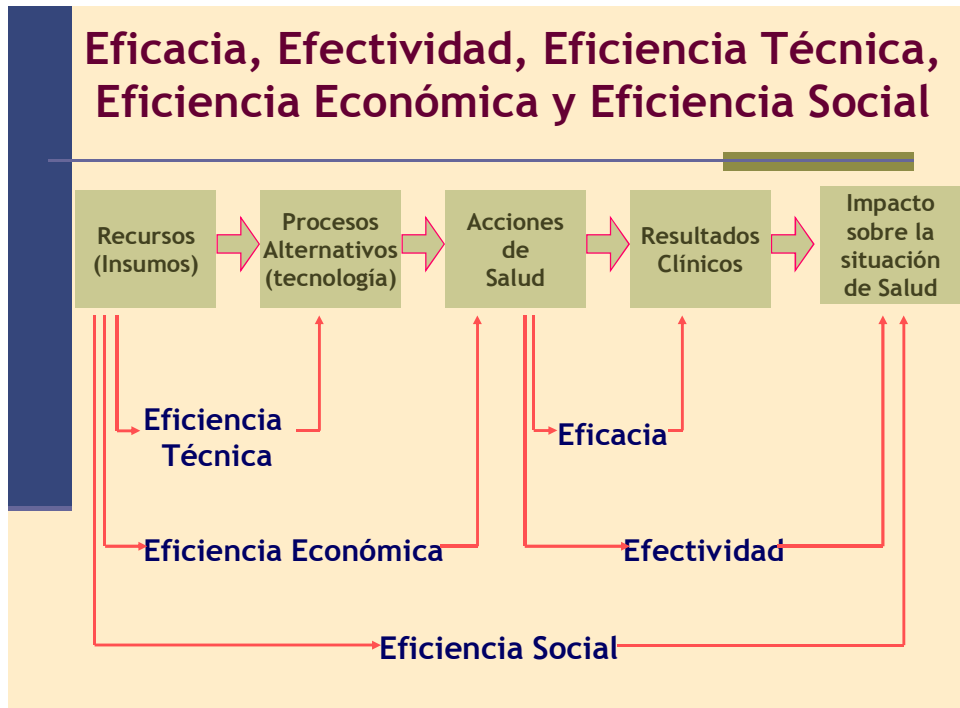 Eficacia, Efectividad, Eficiencia Técnica,
Eficiencia Económica y Eficiencia Social
Recursos
(Insumos)
Procesos
Alternativos
(tecnología)
Acciones
de
Salud
Resultados
Clínicos
Impacto
sobre la
situación
de Salud
Eficiencia
Técnica
Eficacia
Eficiencia Económica
Efectividad
Eficiencia Social